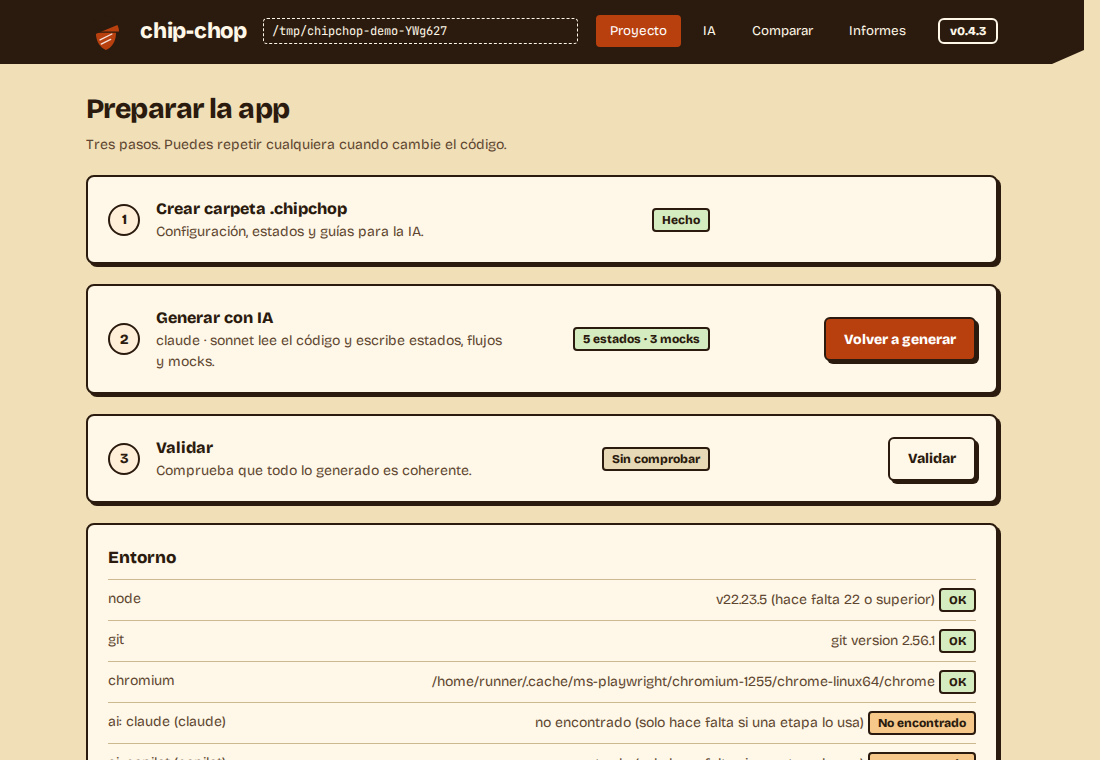 chip-chop
/tmp/chipchop-demo-YWg627
Proyecto
IA
Comparar
Informes
v0.4.3
Preparar la app
Tres pasos. Puedes repetir cualquiera cuando cambie el código.
1
Crear carpeta .chipchop
Configuración, estados y guías para la IA.
Hecho
2
Generar con IA
claude · sonnet lee el código y escribe estados, flujos
y mocks.
5 estados · 3 mocks
Volver a generar
3
Validar
Comprueba que todo lo generado es coherente.
Sin comprobar
Validar
Entorno
node
v22.23.5 (hace falta 22 o superior)
OK
git
git version 2.56.1
OK
chromium
/home/runner/.cache/ms-playwright/chromium-1255/chrome-linux64/chrome
OK
ai: claude (claude)
no encontrado (solo hace falta si una etapa lo usa)
No encontrado